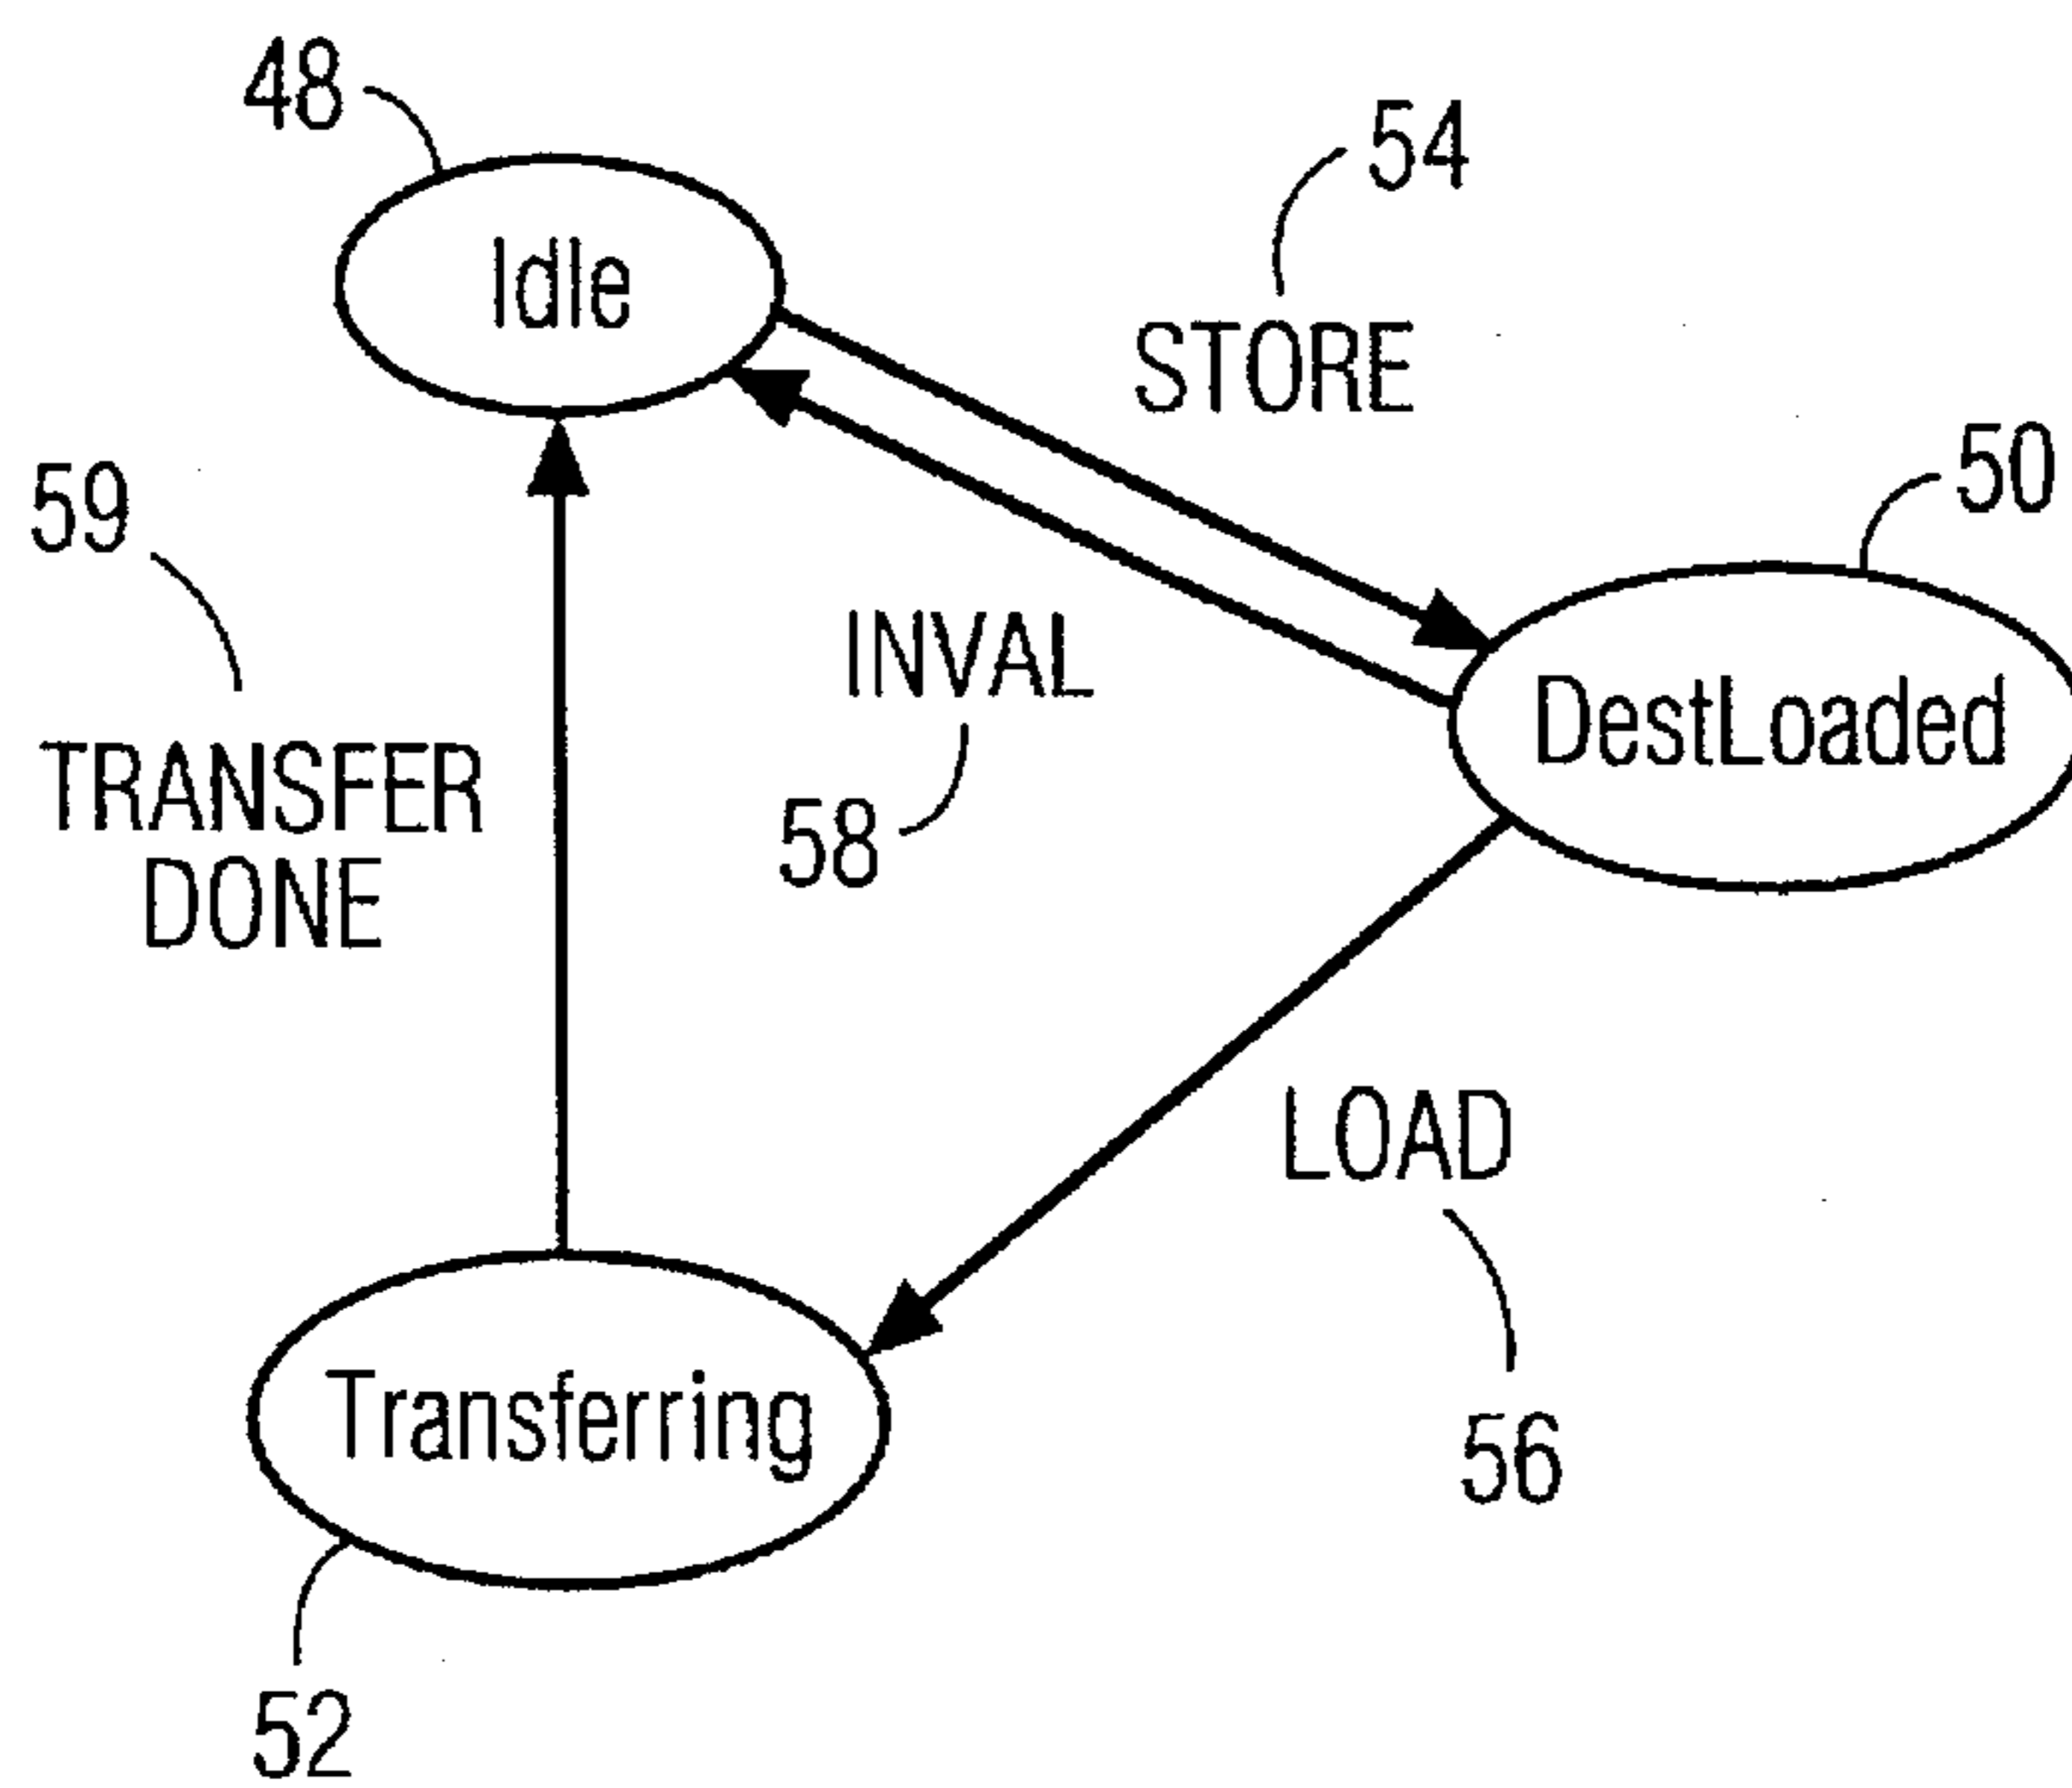 48
54
Idle
STORE
50
59
INVAL
DestLoaded
TRANSFER
DONE
58
LOAD
Transferring
56
52